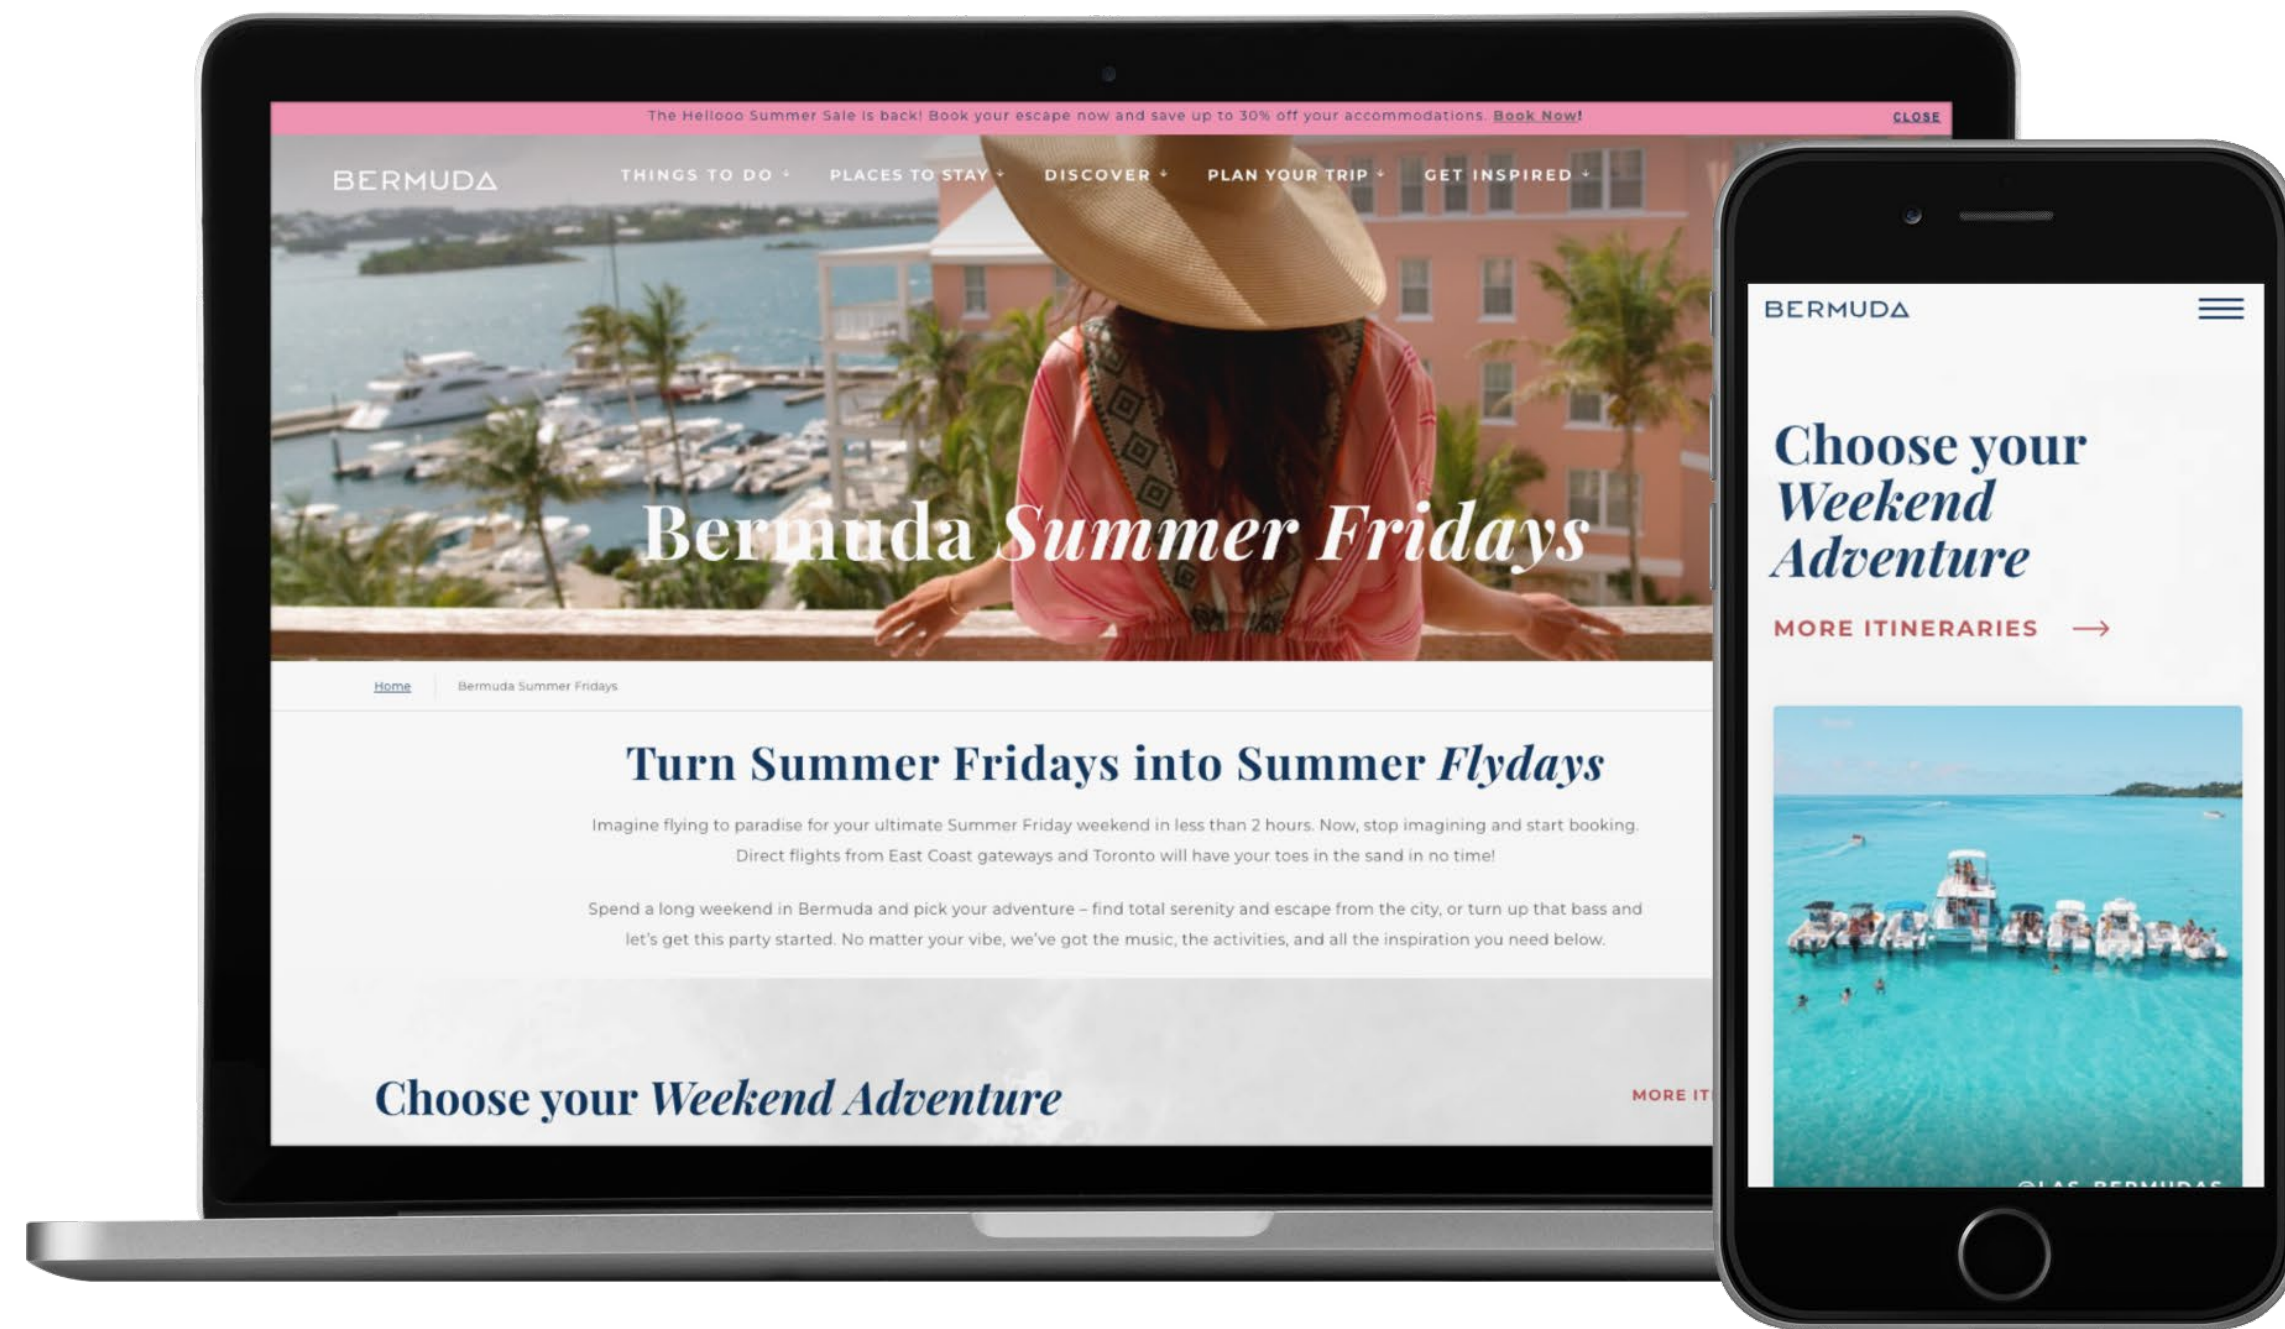 The Hellooo Summer Sale is back! Book your escape now and save up to 30% off your accommodations. Book Now!
CLOSE
BERMUDA
THINGS TO DO
PLACES TO STAY
DISCOVER
PLAN YOUR TRIP
GET INSPIRED
Bermuda Summer Fridays
Home
Bermuda Summer Fridays
Turn Summer Fridays into Summer Flydays
Imagine flying to paradise for your ultimate Summer Friday weekend in less than 2 hours. Now, stop imagining and start booking.
Direct flights from East Coast gateways and Toronto will have your toes in the sand in no time!
Spend a long weekend in Bermuda and pick your adventure – find total serenity and escape from the city, or turn up that bass and
let's get this party started. No matter your vibe, we've got the music, the activities, and all the inspiration you need below.
Choose your Weekend Adventure
MORE
BERMUDA
Choose your
Weekend
Adventure
MORE ITINERARIES
@LAS_BERMUDAS